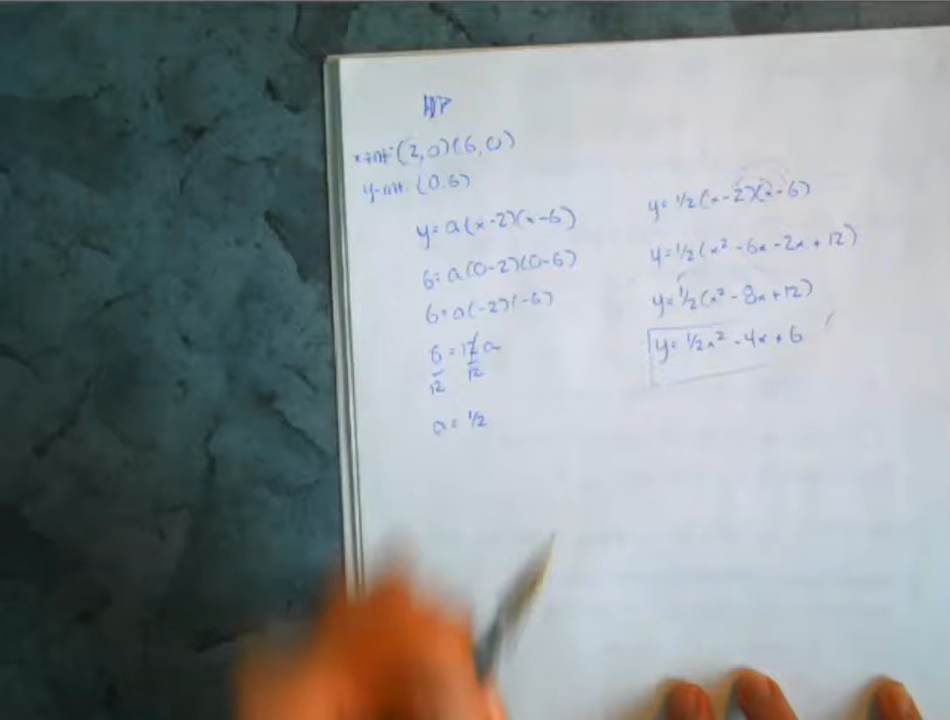 x-int: (2,0)(6,0)
y-int: (0,6)
y=a(x-2)(x-6)
6=a(0-2)(0-6)
6=a(-2)(-6)
6=12a
12 12
a=1/2
y=1/2(x-2)(x-6)
y=1/2(x²-6x-2x+12)
y=1/2(x²-8x+12)
y=1/2x²-4x+6